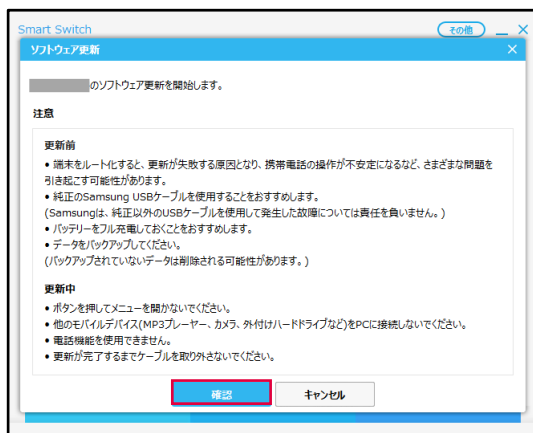 Smart Switch
その他
ソフトウェア更新
のソフトウェア更新を開始します。
注意
更新前
• 端末をルート化すると、更新が失敗する原因となり、携帯電話の操作が不安定になるなど、さまざまな問題を
引き起こす可能性があります。
• 純正のSamsung USBケーブルを使用することをおすすめします。
(Samsungは、純正以外のUSBケーブルを使用して発生した故障については責任を負いません。)
• バッテリーをフル充電しておくことをおすすめします。
• データをバックアップしてください。
(バックアップされていないデータは削除される可能性があります。)
更新中
• ボタンを押してメニューを開かないでください。
• 他のモバイルデバイス(MP3プレーヤー、カメラ、外付けハードドライブなど)をPCに接続しないでください。
• 電話機能を使用できません。
• 更新が完了するまでケーブルを取り外さないでください。
確認
キャンセル